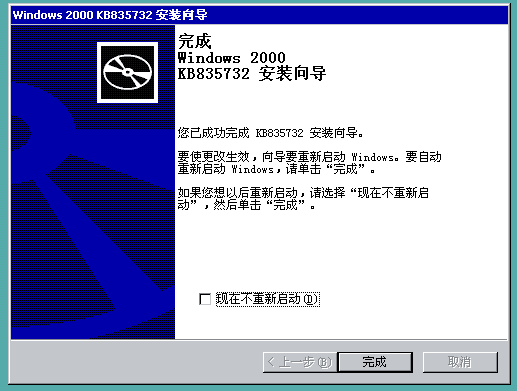 Windows 2000 KB835732 安装向导
完成
Windows 2000
KB835732 安装向导
您已成功完成 KB835732 安装向导。
要使更改生效，向导要重新启动 Windows。要自动
重新启动 Windows，请单击“完成”。
如果您想以后重新启动，请选择“现在不重新启
动”，然后单击“完成”。
现在不重新启动(D)
< 上一步(B)
完成
取消